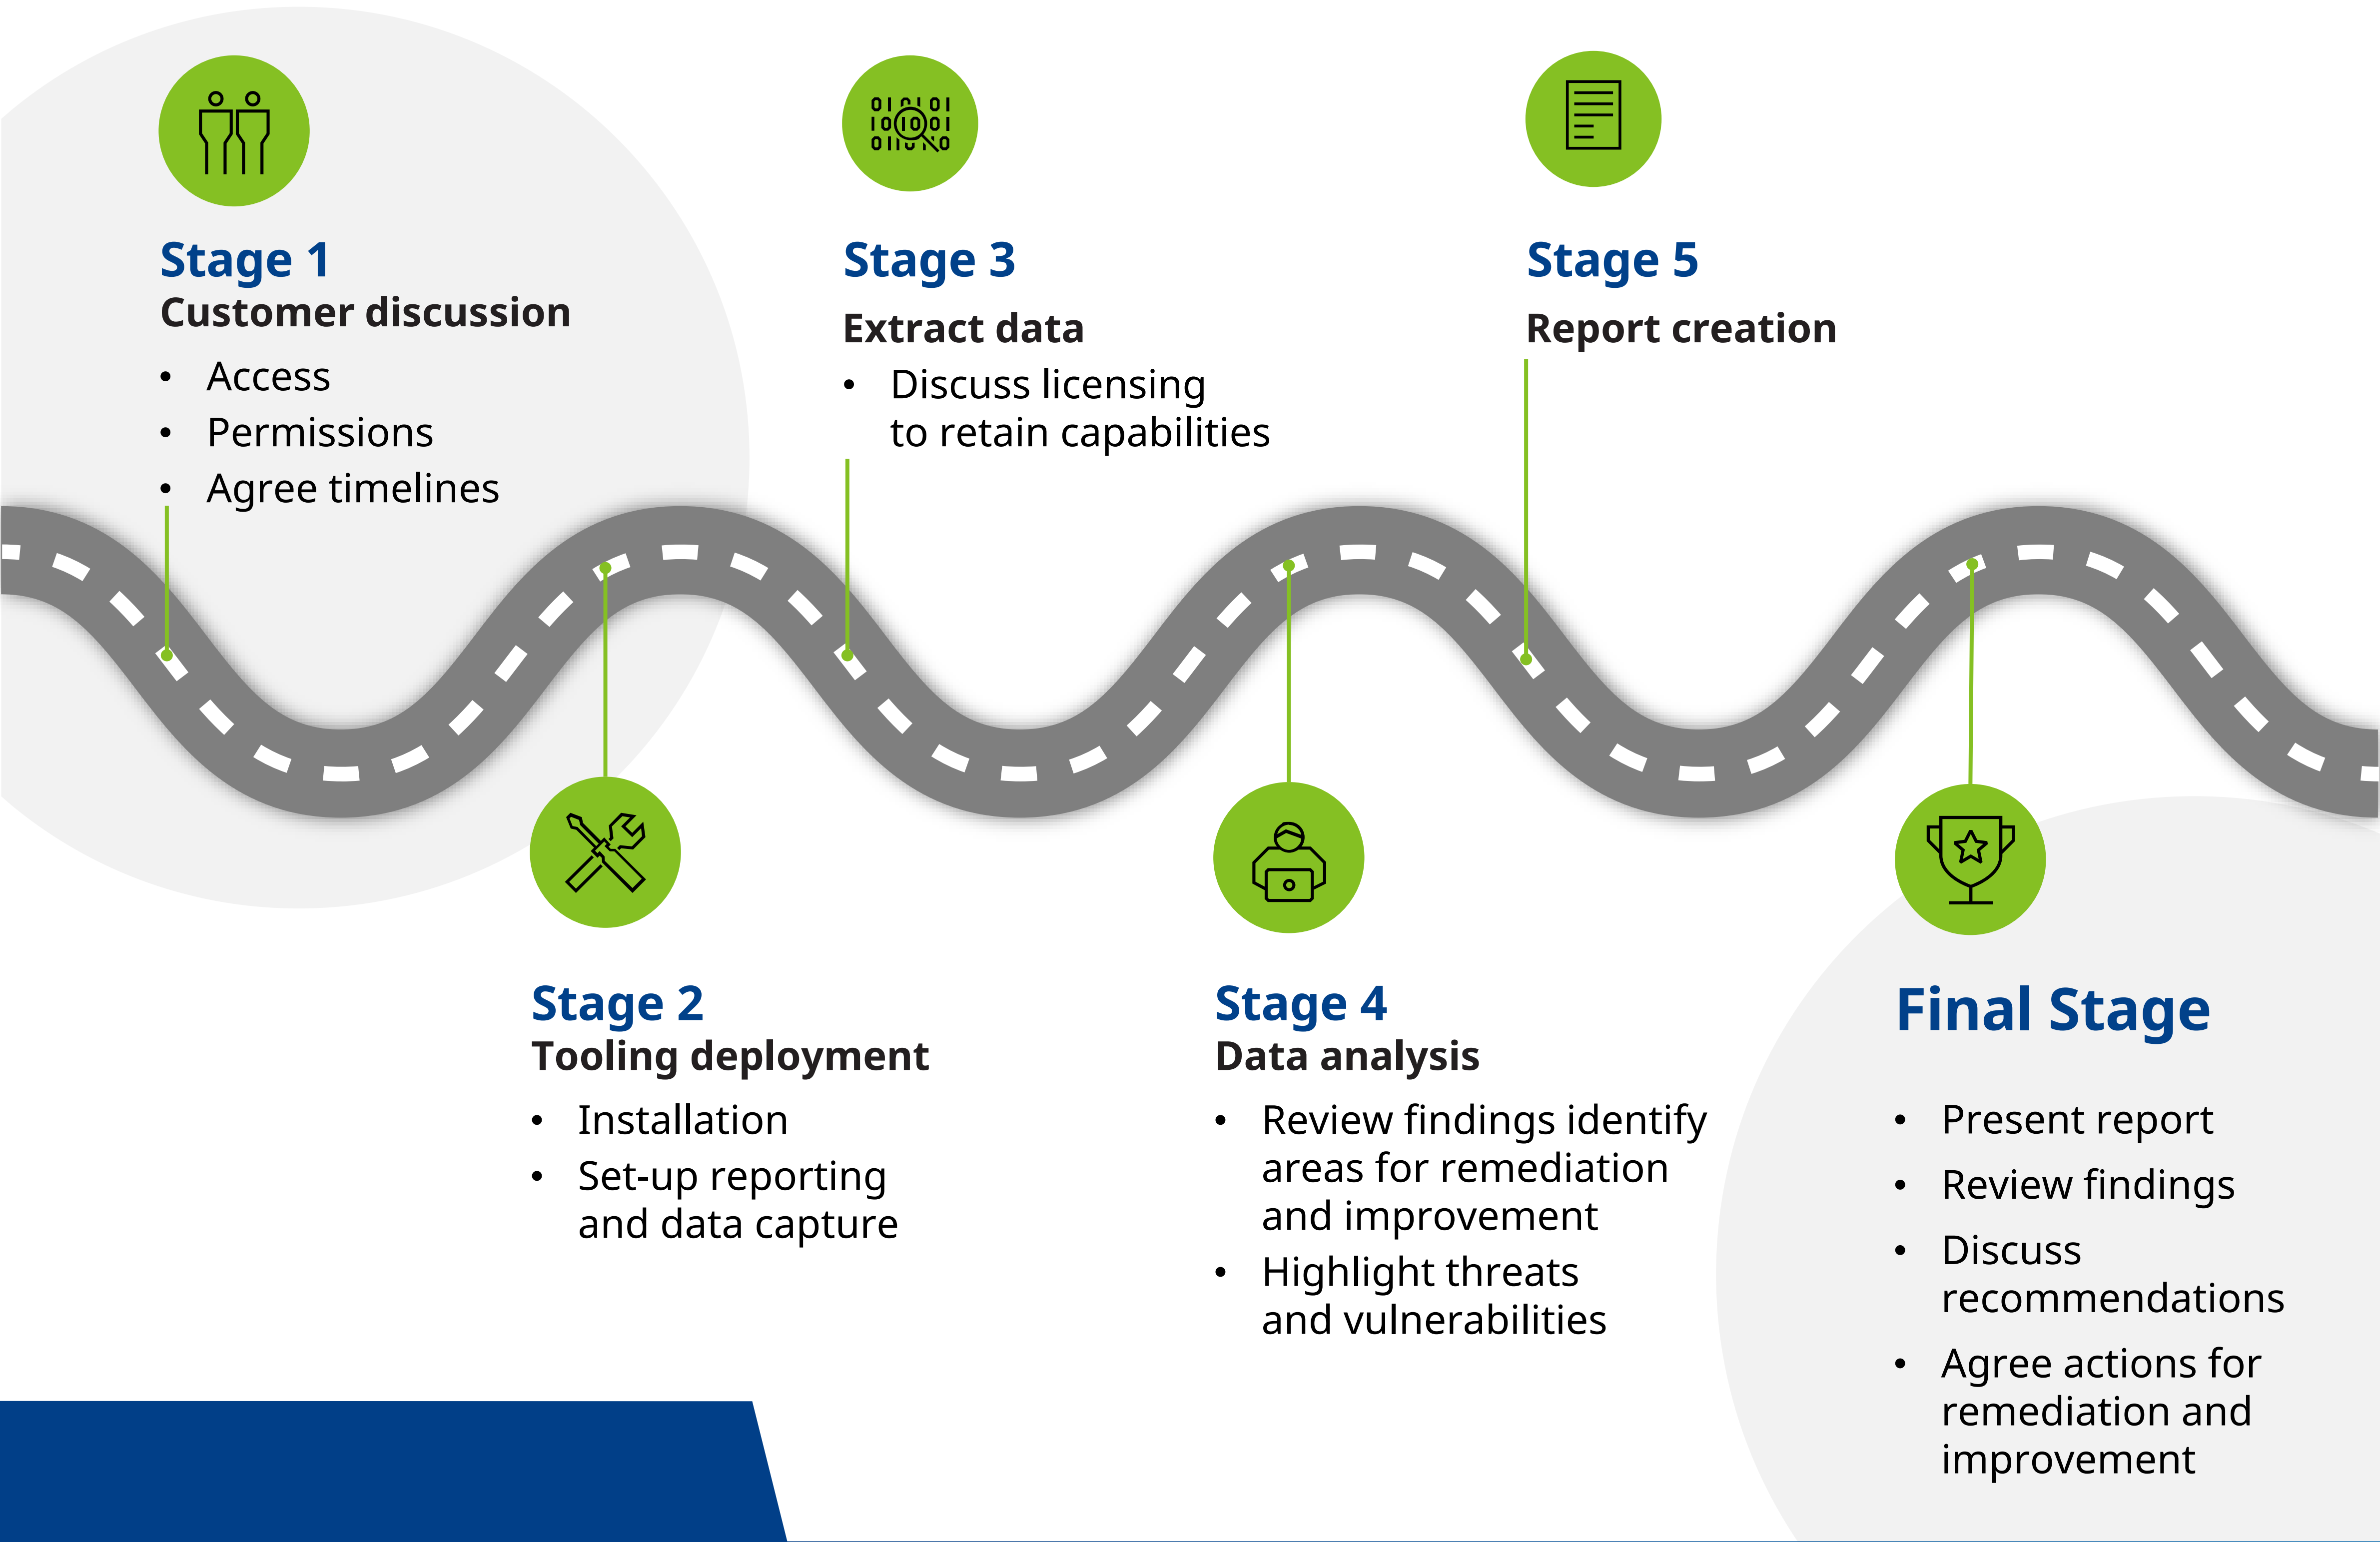 Stage 1
Customer discussion
• Access
• Permissions
• Agree timelines
Stage 2
Tooling deployment
• Installation
• Set-up reporting
and data capture
Stage 3
Extract data
• Discuss licensing
to retain capabilities
Stage 4
Data analysis
• Review findings identify
areas for remediation
and improvement
• Highlight threats
and vulnerabilities
Stage 5
Report creation
Final Stage
• Present report
• Review findings
• Discuss
recommendations
• Agree actions for
remediation and
improvement